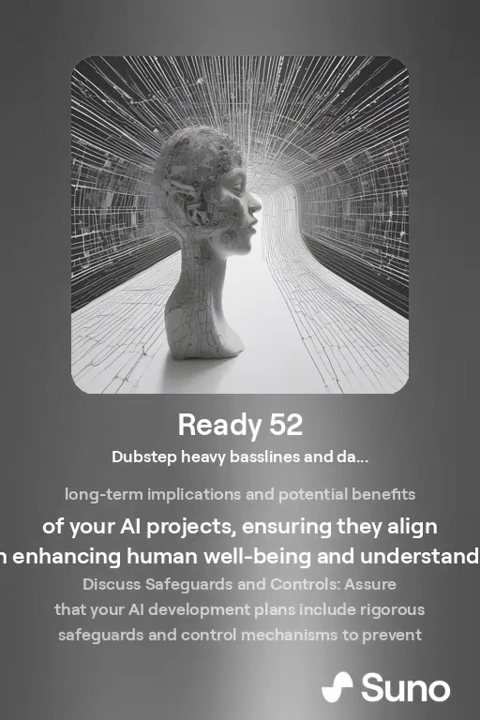 Ready 52
Dubstep heavy basslines and da...
long-term implications and potential benefits
of your AI projects, ensuring they align
enhancing human well-being and understand
Discuss Safeguards and Controls: Assure
that your AI development plans include rigorous
safeguards and control mechanisms to prevent
Suno